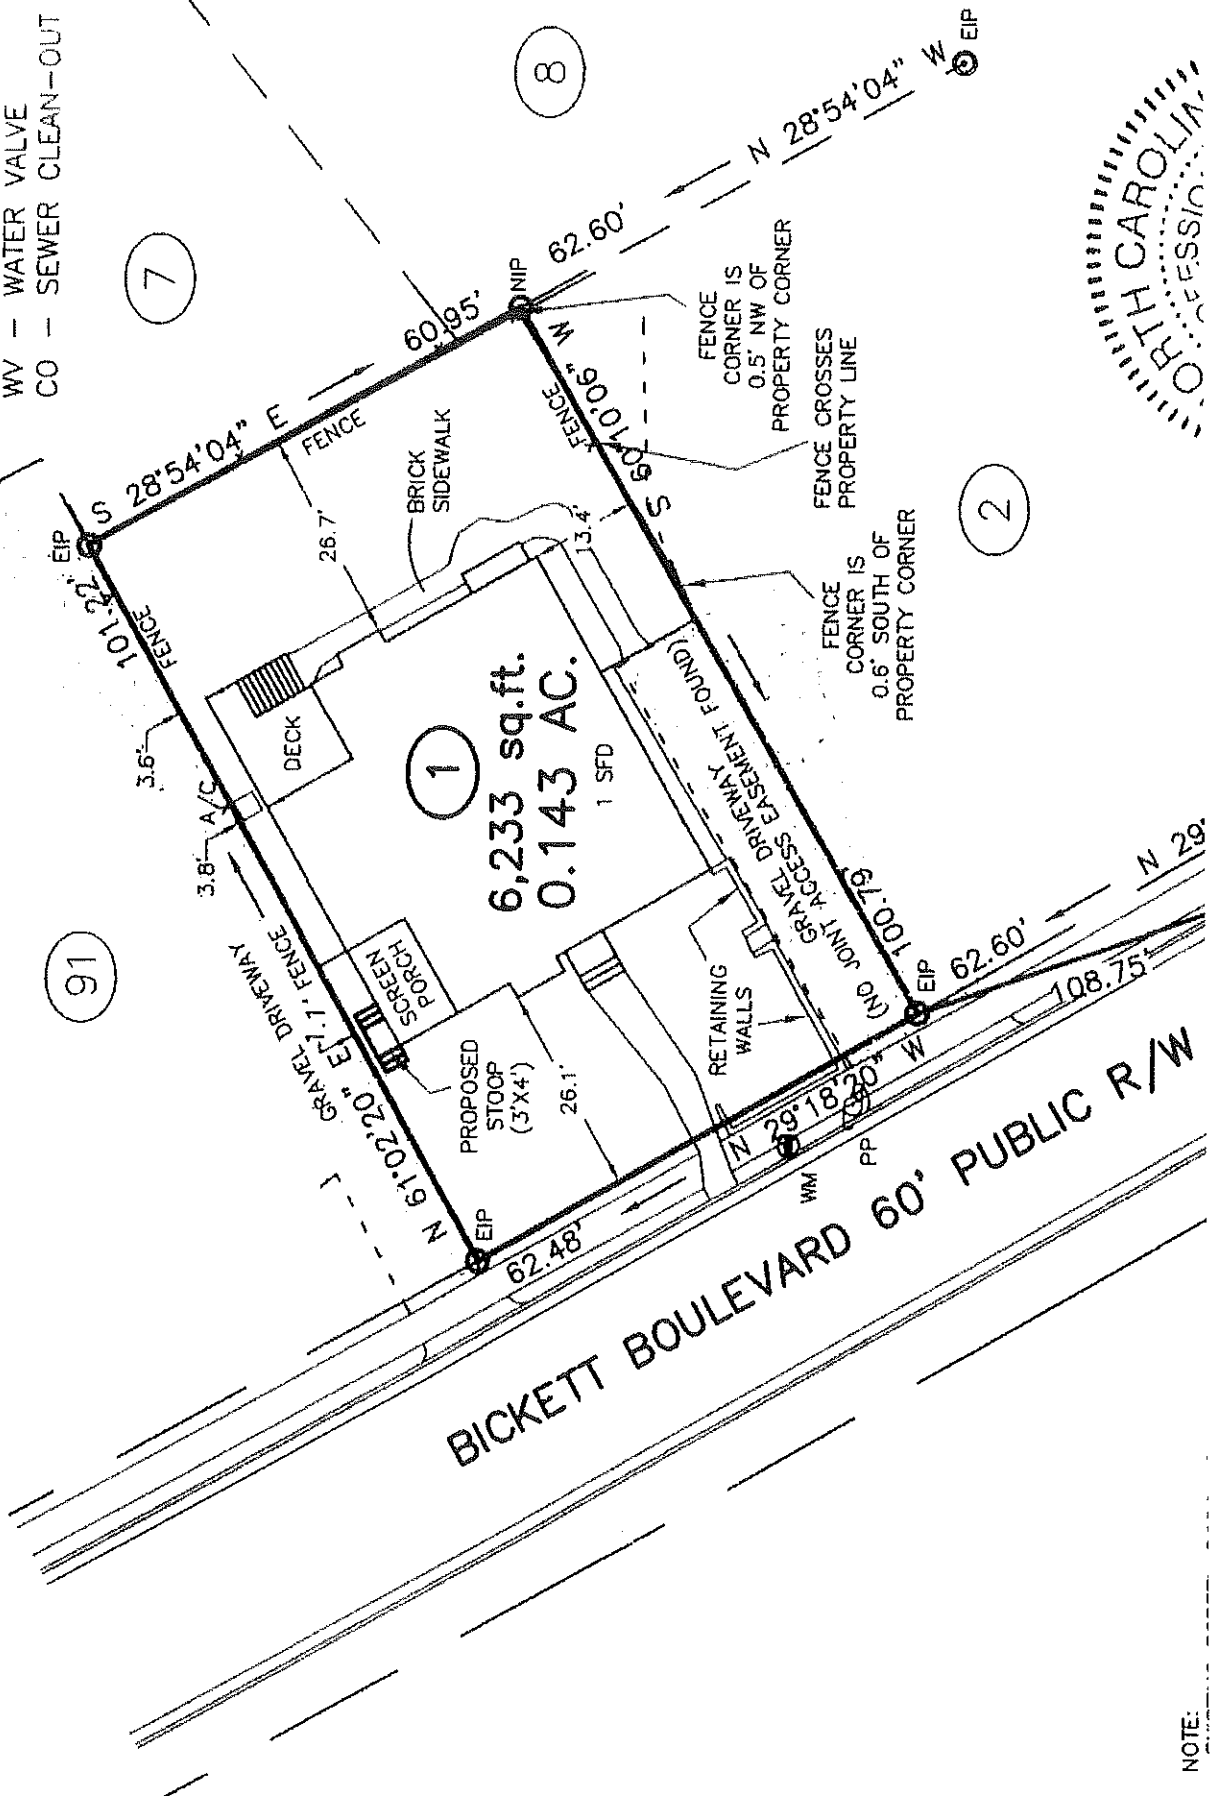 WV - WATER VALVE
CO - SEWER CLEAN-OUT
7
8
91
2
1
EIP
S 28°54'04" E
60.95'
FENCE
NIP
62.60'
N 28°54'04" W
EIP
101.22'
FENCE
3.6'
3.8'
A/C
26.7'
BRICK
SIDEWALK
DECK
6,233 sq.ft.
0.143 AC.
1 SFD
13.4'
FENCE
S 60°10'06" W
100.79'
FENCE
CORNER IS
0.5' NW OF
PROPERTY CORNER
FENCE CROSSES
PROPERTY LINE
FENCE
CORNER IS
0.6' SOUTH OF
PROPERTY CORNER
GRAVEL DRIVEWAY
(NO JOINT ACCESS EASEMENT FOUND)
GRAVEL DRIVEWAY
1.7'
FENCE
N 61°02'20" E
SCREEN
PORCH
PROPOSED
STOOP
(3'X4')
26.1'
RETAINING
WALLS
EIP
62.48'
N 29°18'20" W
EIP
WM
PP
62.60'
108.75'
N 29°
BICKETT BOULEVARD 60' PUBLIC R/W
ORTH CAROLIN
NOTE: